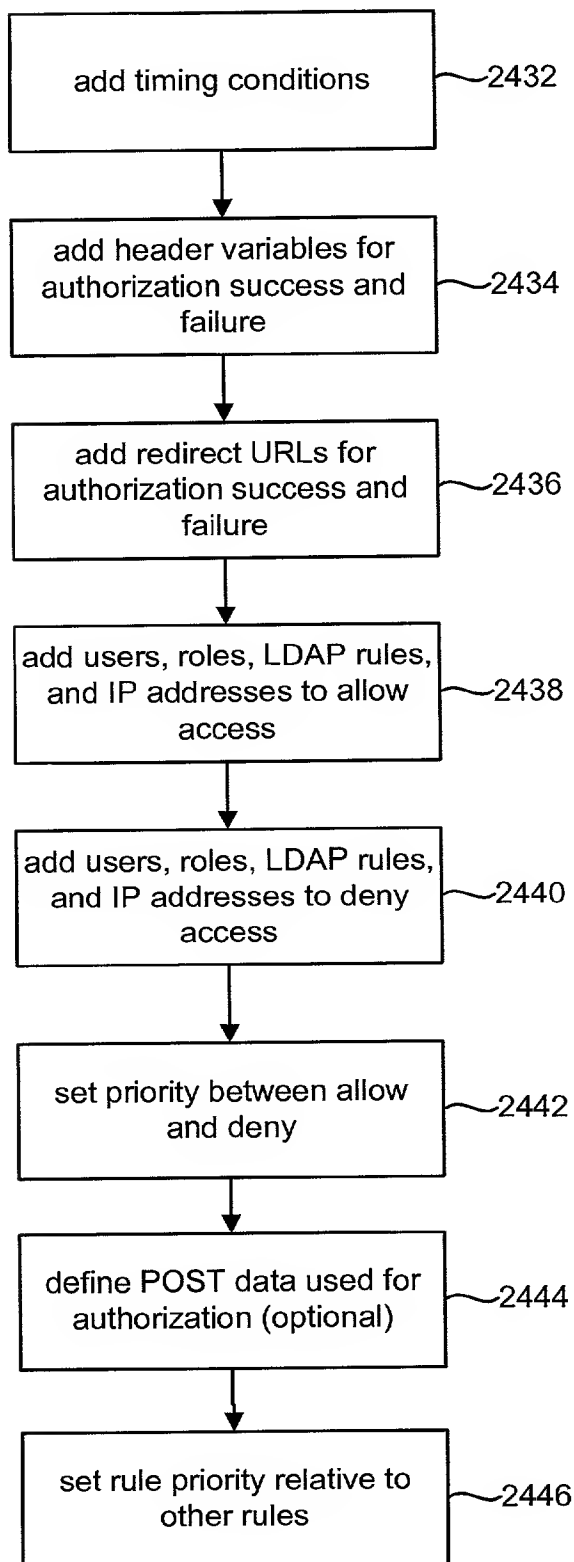 add timing conditions
2432
add header variables for
authorization success and
failure
2434
add redirect URLs for
authorization success and
failure
2436
add users, roles, LDAP rules,
and IP addresses to allow
access
2438
add users, roles, LDAP rules,
and IP addresses to deny
access
2440
set priority between allow
and deny
2442
define POST data used for
authorization (optional)
2444
set rule priority relative to
other rules
2446